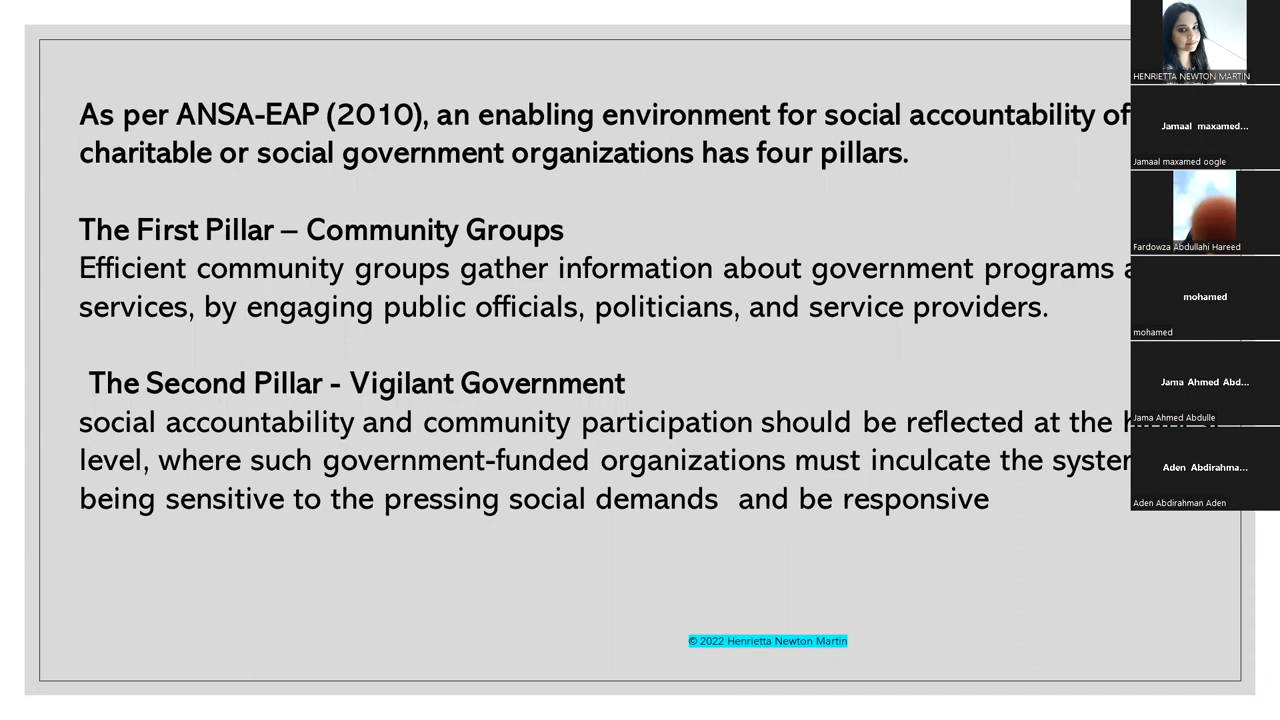 As per ANSA-EAP (2010), an enabling environment for social accountability of
charitable or social government organizations has four pillars.
The First Pillar – Community Groups
Efficient community groups gather information about government programs
services, by engaging public officials, politicians, and service providers.
The Second Pillar - Vigilant Government
social accountability and community participation should be reflected at the
level, where such government-funded organizations must inculcate the
being sensitive to the pressing social demands and be responsive
© 2022 Henrietta Newton Martin
HENRIETTA NEWTON MARTIN
Jamaal maxamed...
Jamaal maxamed oogle
Fardowza Abdullahi Hareed
mohamed
mohamed
Jama Ahmed Abd...
Jama Ahmed Abdulle
Aden Abdirahma...
Aden Abdirahman Aden